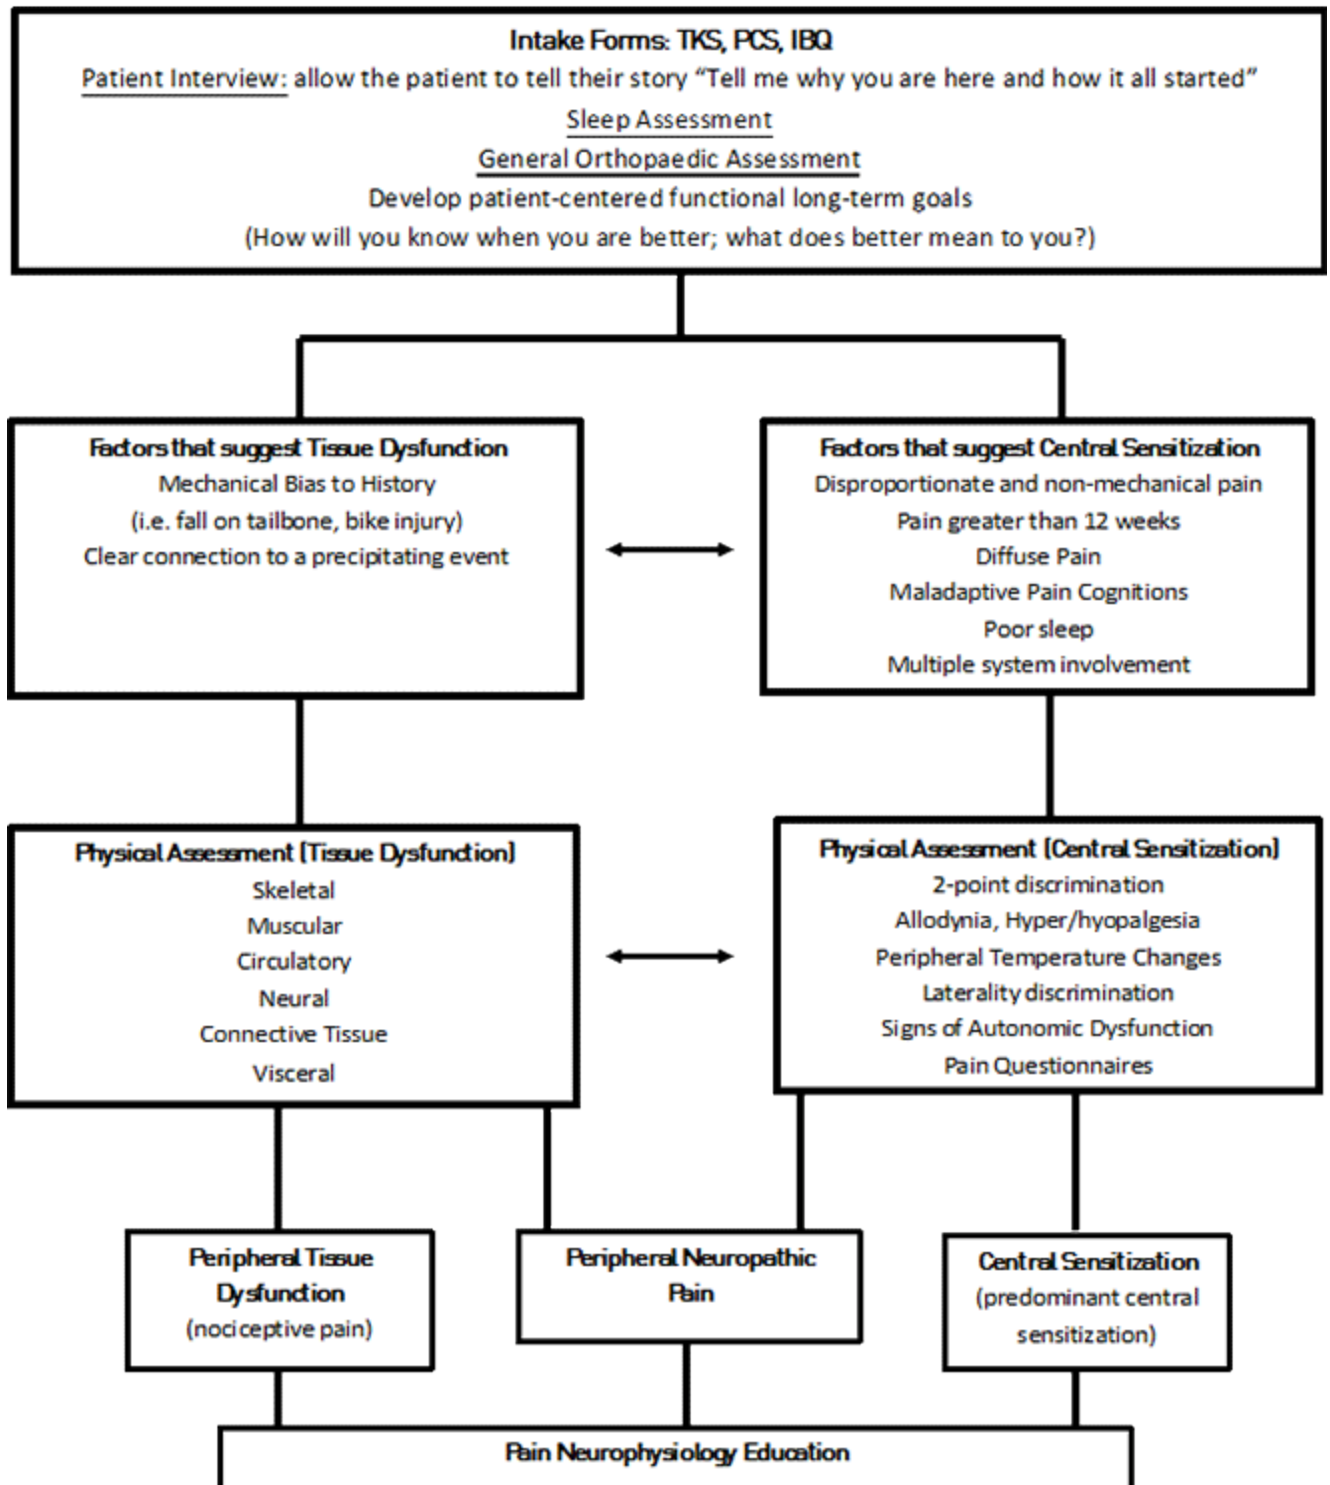 Intake Forms: TKS, PCS, IBQ
Patient Interview: allow the patient to tell their story “Tell me why you are here and how it all started”
Sleep Assessment
General Orthopaedic Assessment
Develop patient-centered functional long-term goals
(How will you know when you are better; what does better mean to you?)
Factors that suggest Tissue Dysfunction
Mechanical Bias to History
(i.e. fall on tailbone, bike injury)
Clear connection to a precipitating event
Factors that suggest Central Sensitization
Disproportionate and non-mechanical pain
Pain greater than 12 weeks
Diffuse Pain
Maladaptive Pain Cognitions
Poor sleep
Multiple system involvement
Physical Assessment (Tissue Dysfunction)
Skeletal
Muscular
Circulatory
Neural
Connective Tissue
Visceral
Physical Assessment (Central Sensitization)
2-point discrimination
Allodynia, Hyper/hyopalgesia
Peripheral Temperature Changes
Laterality discrimination
Signs of Autonomic Dysfunction
Pain Questionnaires
Peripheral Tissue
Dysfunction
(nociceptive pain)
Peripheral Neuropathic
Pain
Central Sensitization
(predominant central
sensitization)
Pain Neurophysiology Education